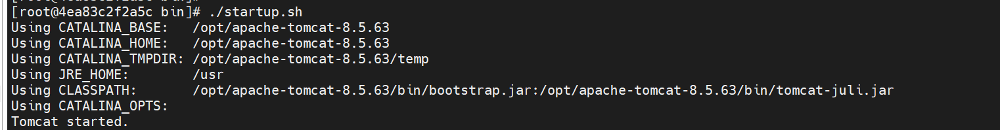 [root@4ea83c2f2a5c bin]# ./startup.sh
Using CATALINA_BASE:   /opt/apache-tomcat-8.5.63
Using CATALINA_HOME:   /opt/apache-tomcat-8.5.63
Using CATALINA_TMPDIR: /opt/apache-tomcat-8.5.63/temp
Using JRE_HOME:        /usr
Using CLASSPATH:       /opt/apache-tomcat-8.5.63/bin/bootstrap.jar:/opt/apache-tomcat-8.5.63/bin/tomcat-juli.jar
Using CATALINA_OPTS:
Tomcat started.